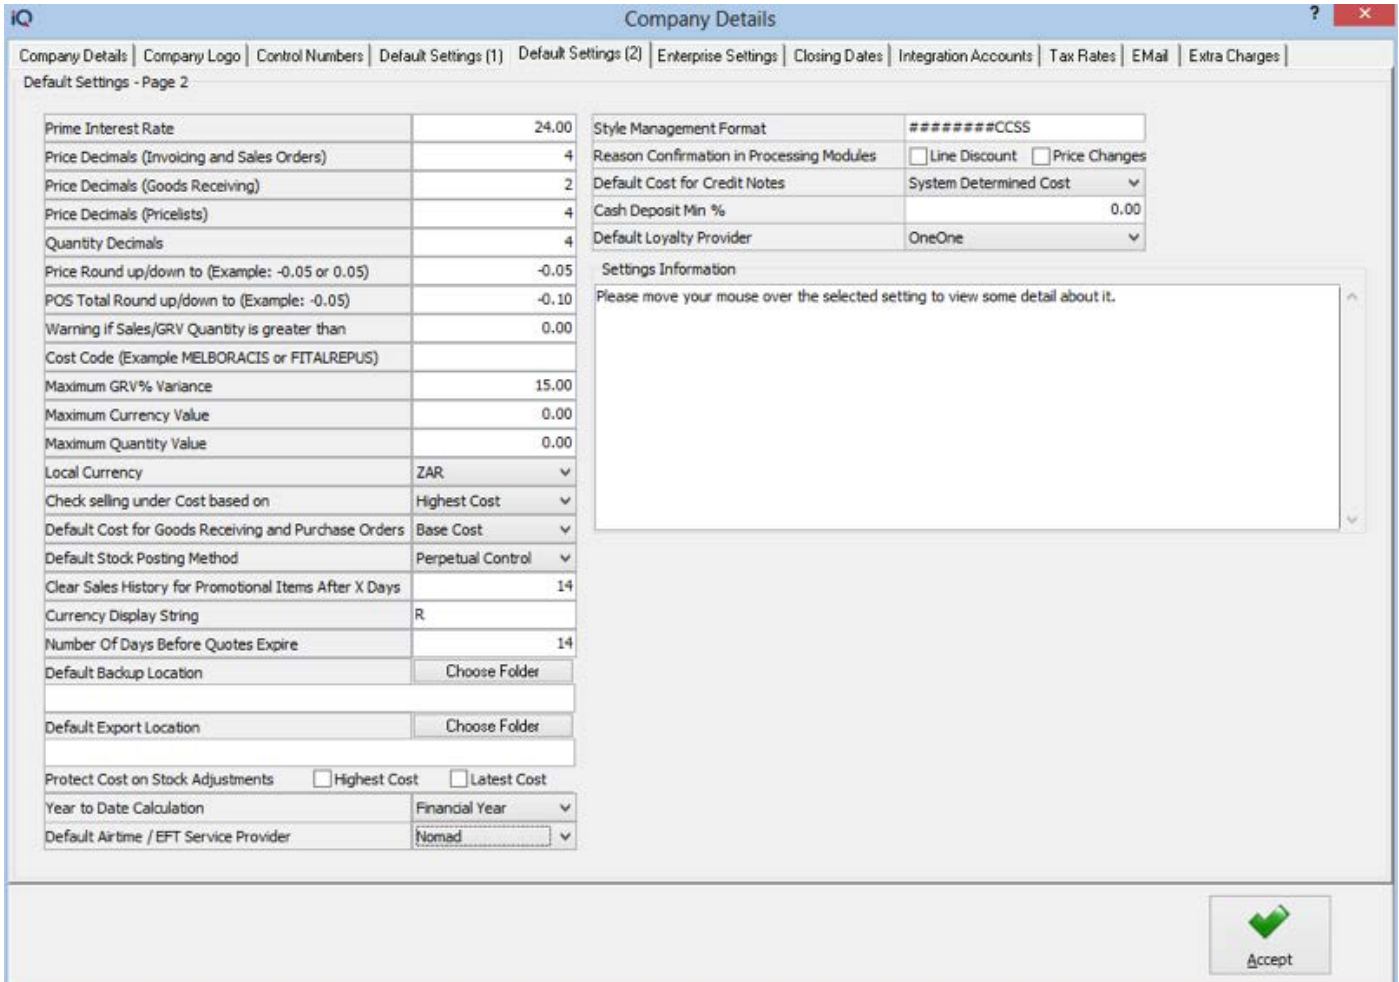 iQ Company Details ? ×
Company Details Company Logo Control Numbers Default Settings (1) Default Settings (2) Enterprise Settings Closing Dates Integration Accounts Tax Rates EMail Extra Charges
Default Settings - Page 2
Prime Interest Rate 24.00
Price Decimals (Invoicing and Sales Orders) 4
Price Decimals (Goods Receiving) 2
Price Decimals (Pricelists) 4
Quantity Decimals 4
Price Round up/down to (Example: -0.05 or 0.05) -0.05
POS Total Round up/down to (Example: -0.05) -0.10
Warning if Sales/GRV Quantity is greater than 0.00
Cost Code (Example MELBORACIS or FITALREPUS)
Maximum GRV% Variance 15.00
Maximum Currency Value 0.00
Maximum Quantity Value 0.00
Local Currency ZAR
Check selling under Cost based on Highest Cost
Default Cost for Goods Receiving and Purchase Orders Base Cost
Default Stock Posting Method Perpetual Control
Clear Sales History for Promotional Items After X Days 14
Currency Display String R
Number Of Days Before Quotes Expire 14
Default Backup Location Choose Folder
Default Export Location Choose Folder
Protect Cost on Stock Adjustments Highest Cost Latest Cost
Year to Date Calculation Financial Year
Default Airtime / EFT Service Provider Nomad
Style Management Format ########CCSS
Reason Confirmation in Processing Modules Line Discount Price Changes
Default Cost for Credit Notes System Determined Cost
Cash Deposit Min % 0.00
Default Loyalty Provider OneOne
Settings Information
Please move your mouse over the selected setting to view some detail about it.
Accept